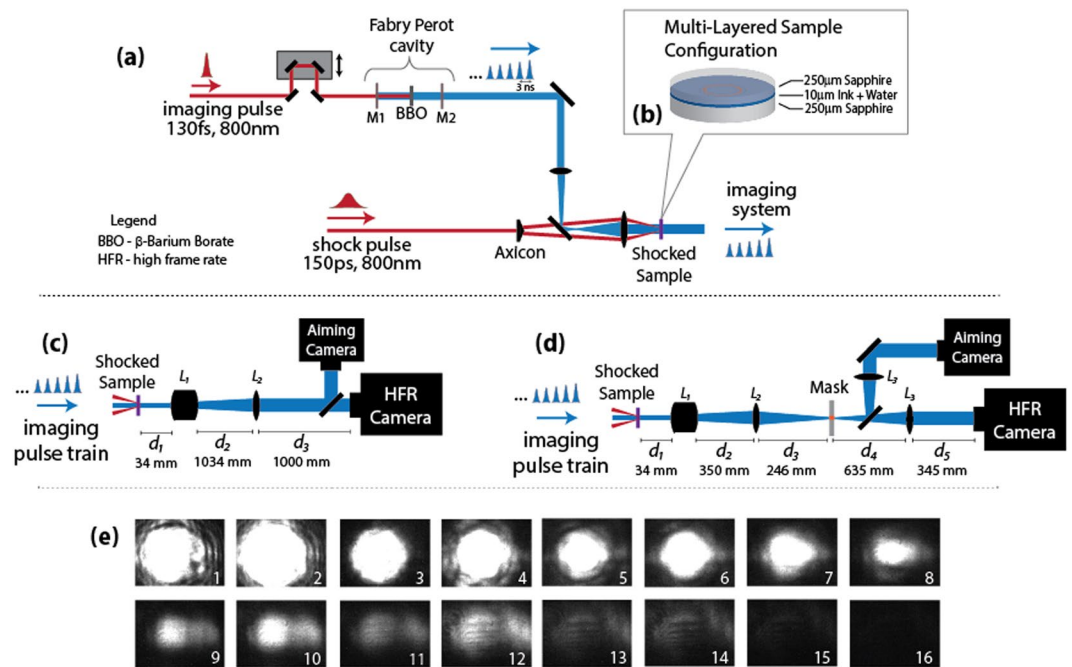 (a)
Fabry Perot
cavity
...
3 ns
imaging pulse
130fs, 800nm
M1
BBO
M2
Multi-Layered Sample
Configuration
250μm Sapphire
10μm Ink + Water
250μm Sapphire
(b)
Legend
BBO - β-Barium Borate
HFR - high frame rate
shock pulse
150ps, 800nm
Axicon
Shocked
Sample
imaging
system
(c)
Shocked
Sample
L1
L2
Aiming
Camera
HFR
Camera
...
imaging
pulse train
d1
34 mm
d2
1034 mm
d3
1000 mm
(d)
Shocked
Sample
L1
L2
Mask
L3
L3
Aiming
Camera
HFR
Camera
...
imaging
pulse train
d1
34 mm
d2
350 mm
d3
246 mm
d4
635 mm
d5
345 mm
(e)
1 2 3 4 5 6 7 8
9 10 11 12 13 14 15 16